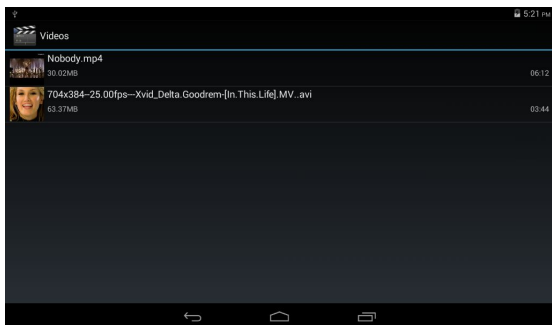 5:21 PM
Videos
Nobody.mp4
30.02MB
06:12
704x384--25.00fps---Xvid_Delta.Goodrem-[In.This.Life].MV..avi
63.37MB
03:44